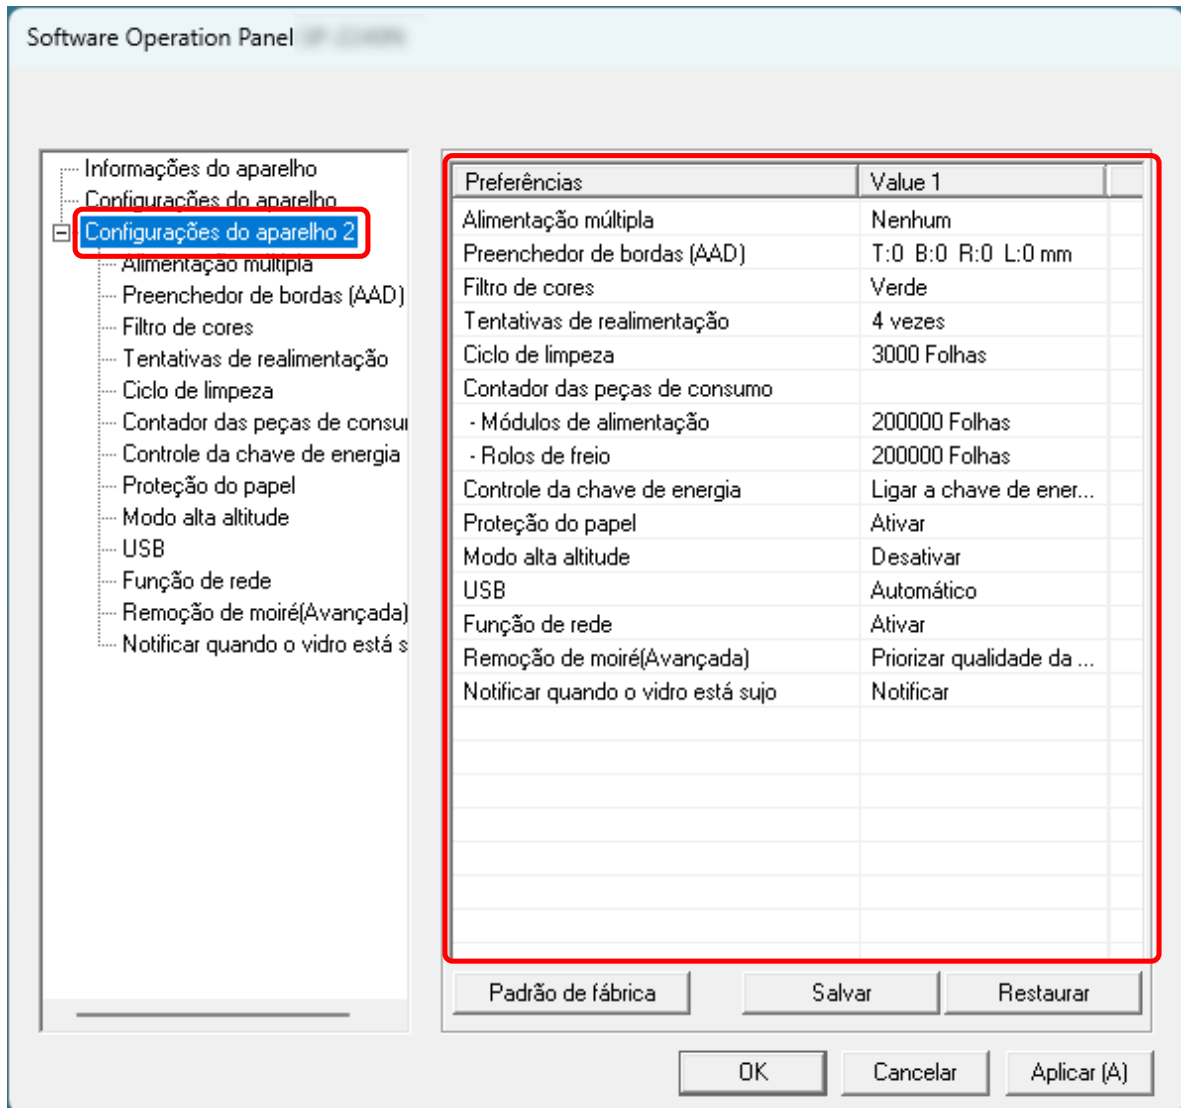 Software Operation Panel
Informações do aparelho
Configurações do aparelho
Configurações do aparelho 2
Alimentação múltipla
Preenchedor de bordas (AAD)
Filtro de cores
Tentativas de realimentação
Ciclo de limpeza
Contador das peças de consu
Controle da chave de energia
Proteção do papel
Modo alta altitude
USB
Função de rede
Remoção de moiré(Avançada)
Notificar quando o vidro está s
Preferências Value 1
Alimentação múltipla Nenhum
Preenchedor de bordas (AAD) T:0 B:0 R:0 L:0 mm
Filtro de cores Verde
Tentativas de realimentação 4 vezes
Ciclo de limpeza 3000 Folhas
Contador das peças de consumo
- Módulos de alimentação 200000 Folhas
- Rolos de freio 200000 Folhas
Controle da chave de energia Ligar a chave de ener...
Proteção do papel Ativar
Modo alta altitude Desativar
USB Automático
Função de rede Ativar
Remoção de moiré(Avançada) Priorizar qualidade da ...
Notificar quando o vidro está sujo Notificar
Padrão de fábrica Salvar Restaurar
OK Cancelar Aplicar (A)